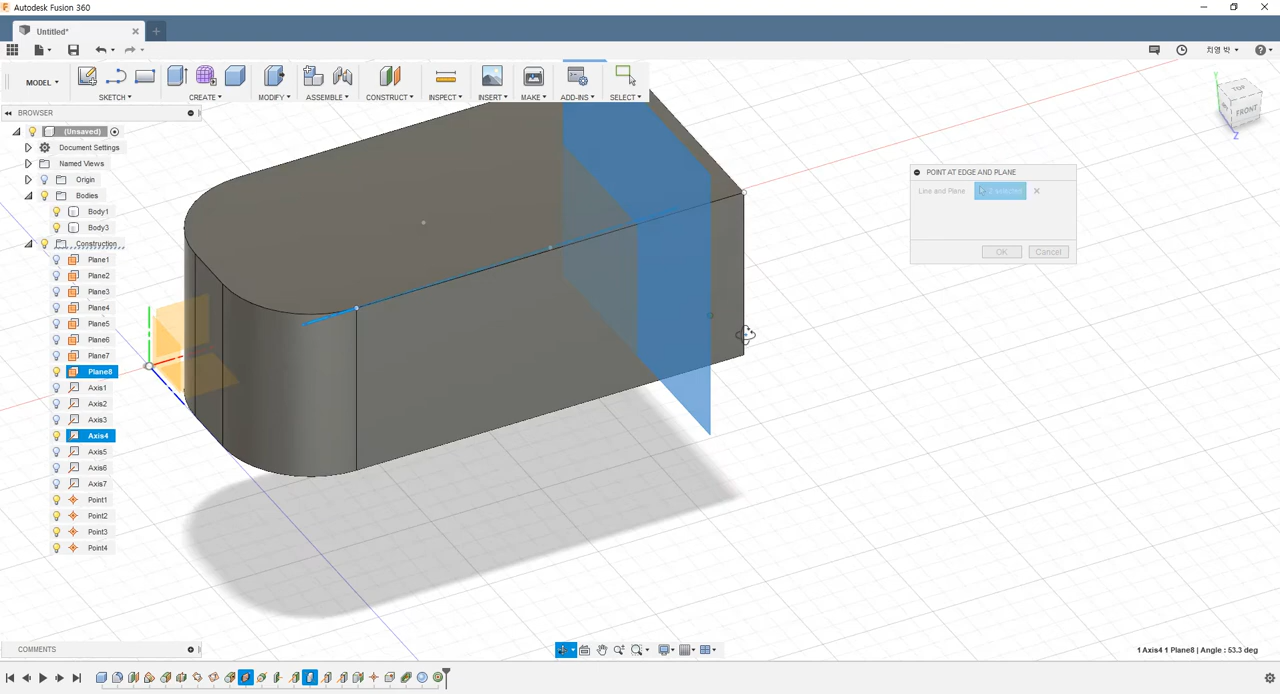 Autodesk Fusion 360
Untitled*
치영 박
MODEL
SKETCH CREATE MODIFY ASSEMBLE CONSTRUCT INSPECT INSERT MAKE ADD-INS SELECT
BROWSER
(Unsaved)
Document Settings
Named Views
Origin
Bodies
Body1
Body3
Construction
Plane1
Plane2
Plane3
Plane4
Plane5
Plane6
Plane7
Plane8
Axis1
Axis2
Axis3
Axis4
Axis5
Axis6
Axis7
Point1
Point2
Point3
Point4
Y
TOP
FRONT
Z
POINT AT EDGE AND PLANE
Line and Plane 2 selected
OK Cancel
COMMENTS
1 Axis4 1 Plane8 | Angle : 53.3 deg